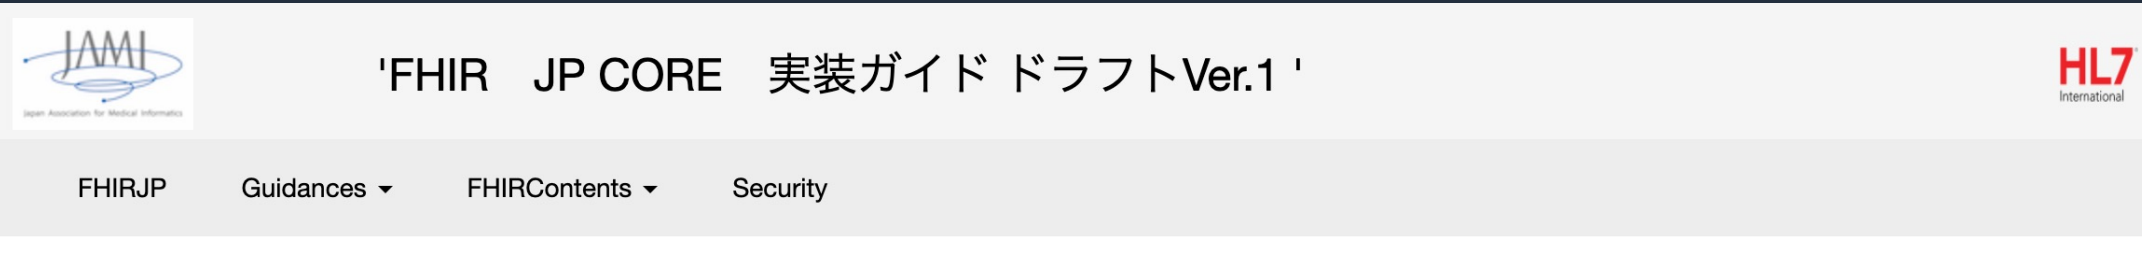 JAMI
Japan Association for Medical Informatics
'FHIR　JP CORE　実装ガイド ドラフトVer.1 '
HL7
International
FHIRJP Guidances FHIRContents Security